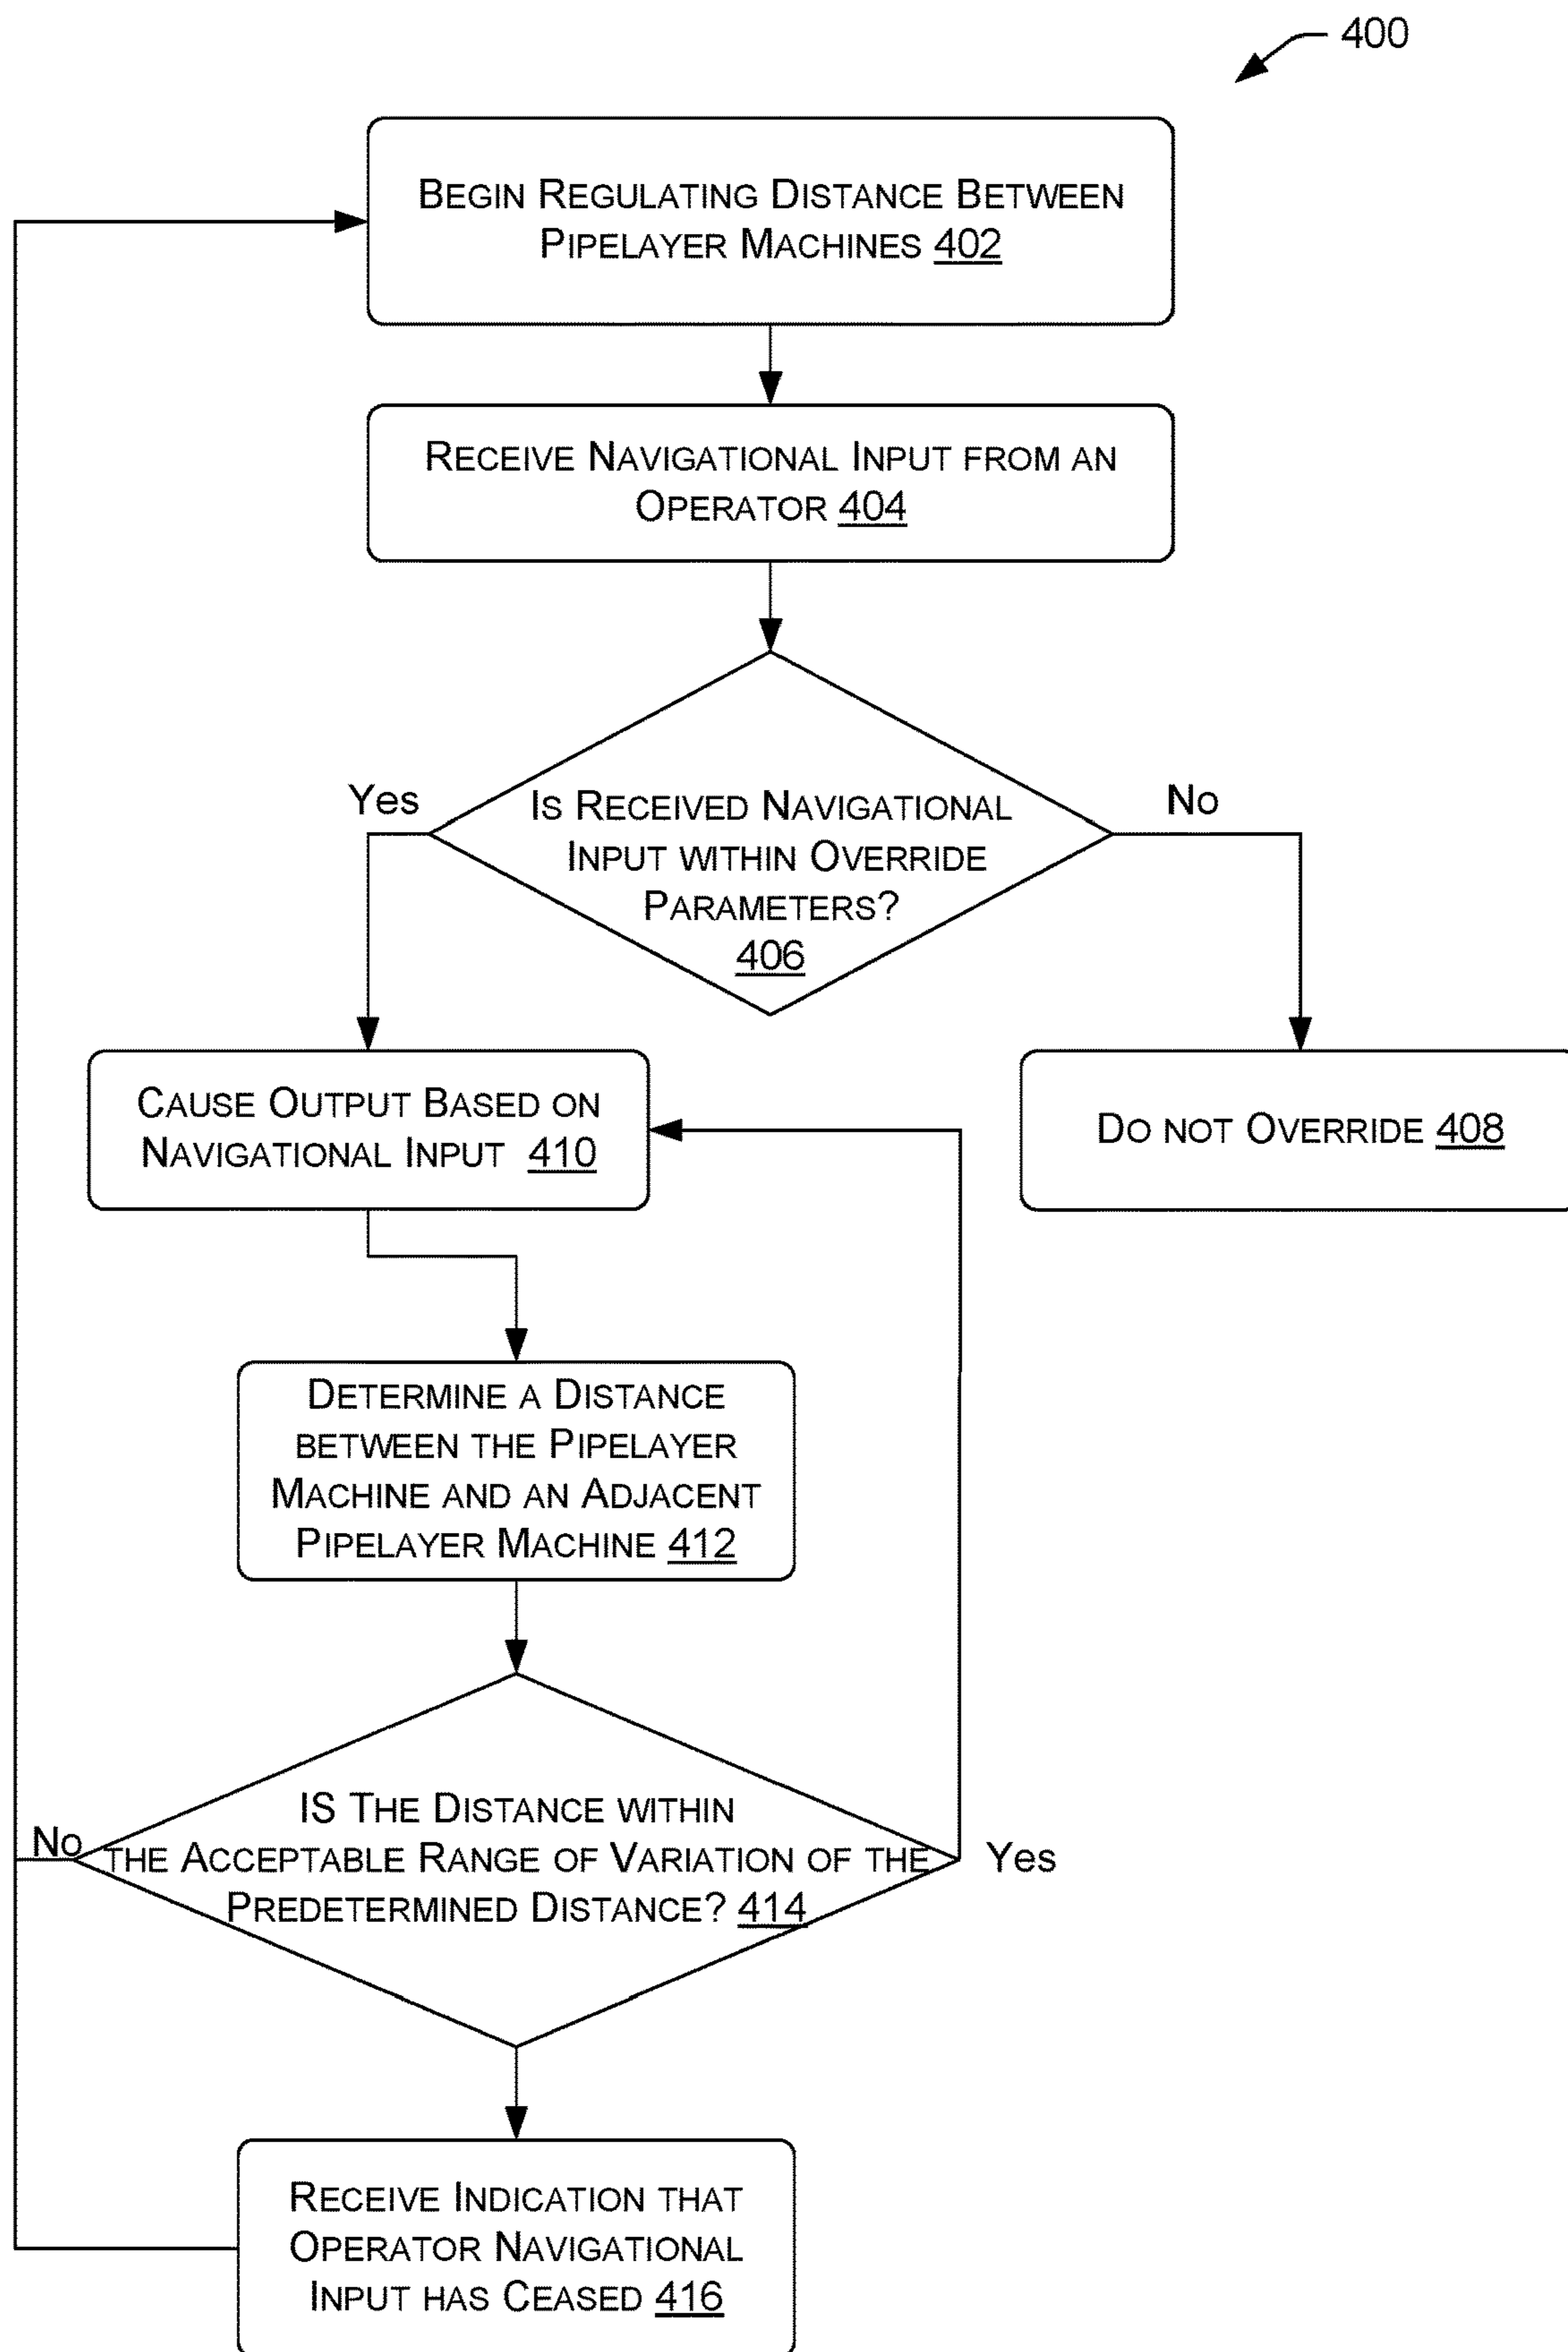 400
BEGIN REGULATING DISTANCE BETWEEN
PIPELAYER MACHINES 402
RECEIVE NAVIGATIONAL INPUT FROM AN
OPERATOR 404
Yes
No
IS RECEIVED NAVIGATIONAL
INPUT WITHIN OVERRIDE
PARAMETERS?
406
CAUSE OUTPUT BASED ON
NAVIGATIONAL INPUT 410
DO NOT OVERRIDE 408
DETERMINE A DISTANCE
BETWEEN THE PIPELAYER
MACHINE AND AN ADJACENT
PIPELAYER MACHINE 412
No
IS THE DISTANCE WITHIN
THE ACCEPTABLE RANGE OF VARIATION OF THE
PREDETERMINED DISTANCE? 414
Yes
RECEIVE INDICATION THAT
OPERATOR NAVIGATIONAL
INPUT HAS CEASED 416